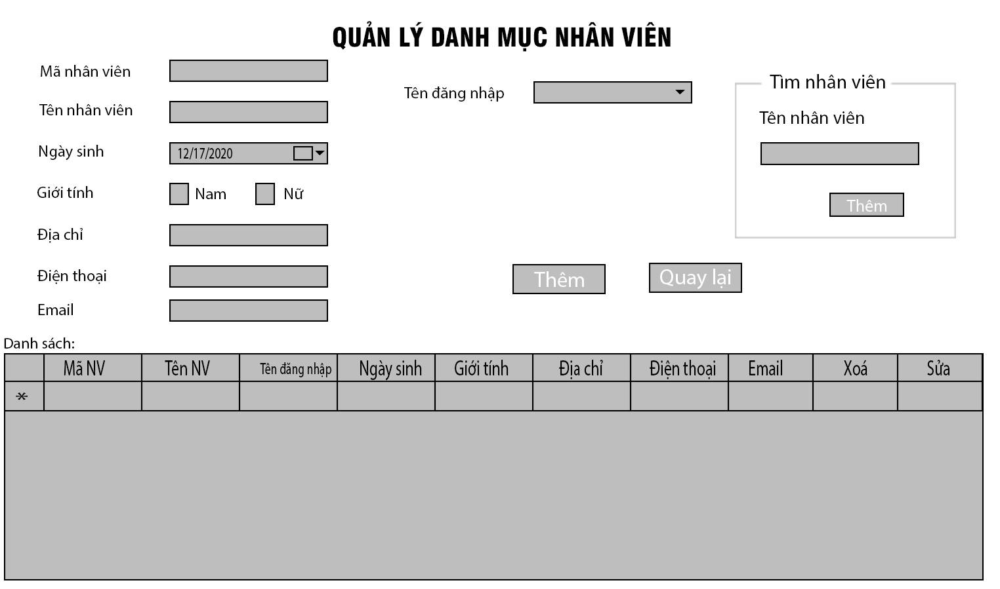 QUẢN LÝ DANH MỤC NHÂN VIÊN
Mã nhân viên
Tên nhân viên
Ngày sinh
12/17/2020
Giới tính
Nam
Nữ
Địa chỉ
Điện thoại
Email
Tên đăng nhập
Tìm nhân viên
Tên nhân viên
Thêm
Thêm
Quay lại
Danh sách:
Mã NV
Tên NV
Tên đăng nhập
Ngày sinh
Giới tính
Địa chỉ
Điện thoại
Email
Xoá
Sửa
*